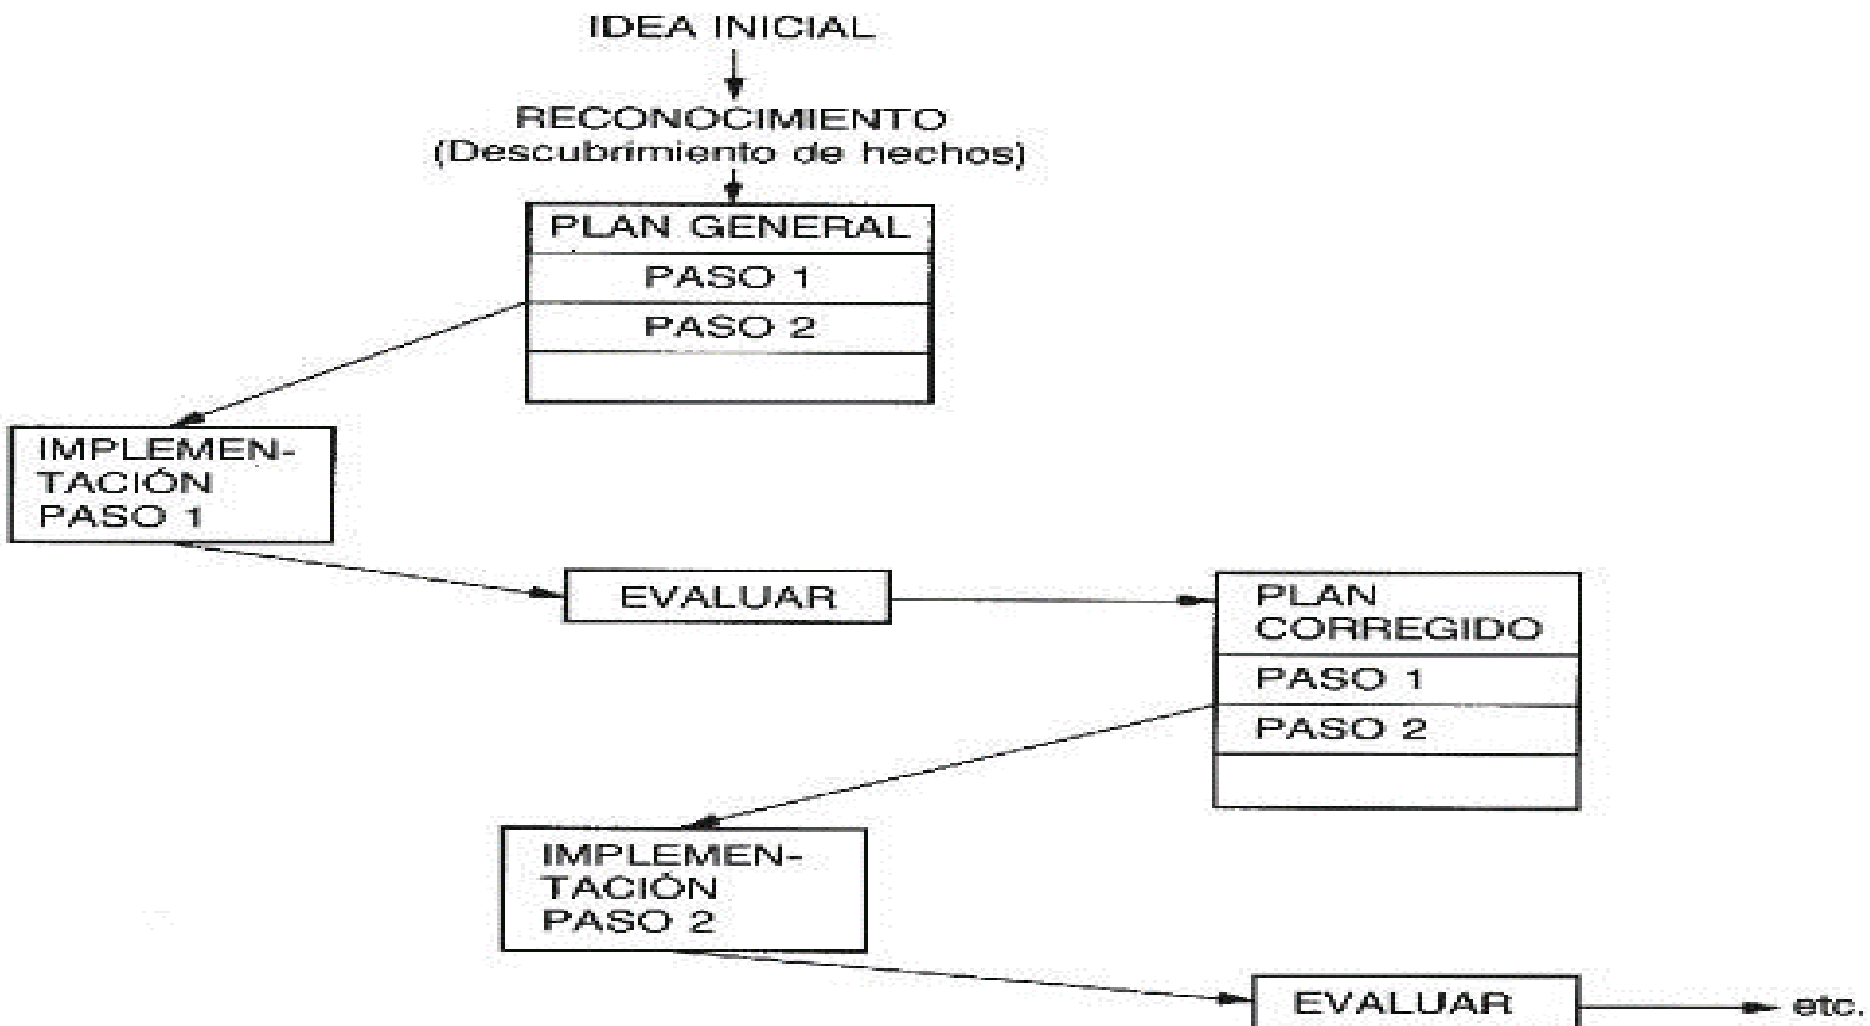 IDEA INICIAL
RECONOCIMIENTO
(Descubrimiento de hechos)
PLAN GENERAL
PASO 1
PASO 2
IMPLEMEN-
TACIÓN
PASO 1
EVALUAR
PLAN
CORREGIDO
PASO 1
PASO 2
IMPLEMEN-
TACIÓN
PASO 2
EVALUAR
etc.